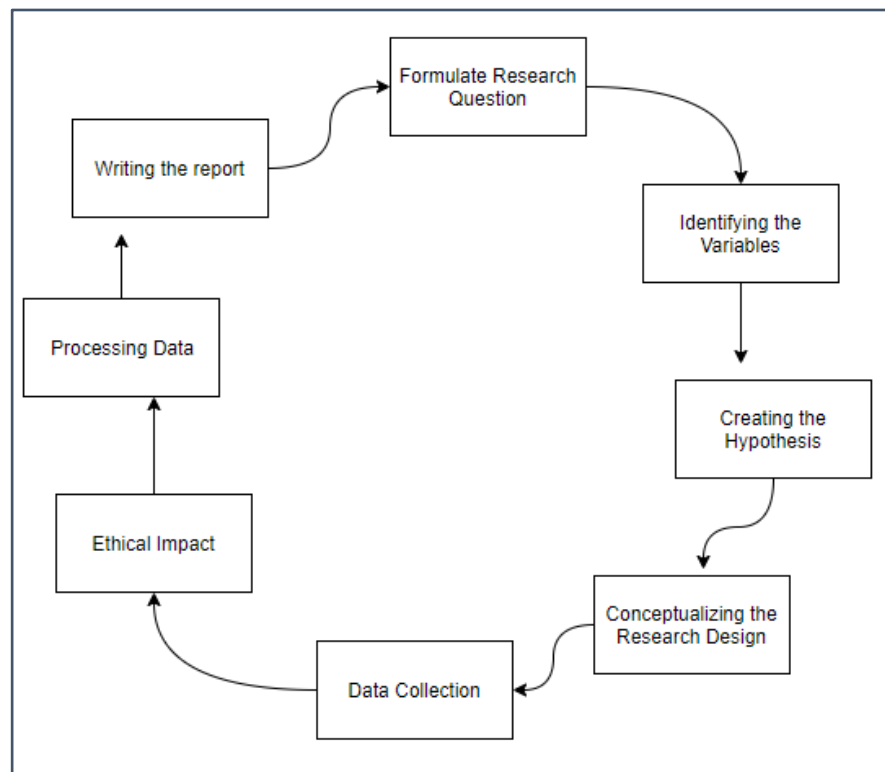 Formulate Research
Question
Identifying the
Variables
Creating the
Hypothesis
Conceptualizing the
Research Design
Data Collection
Ethical Impact
Processing Data
Writing the report